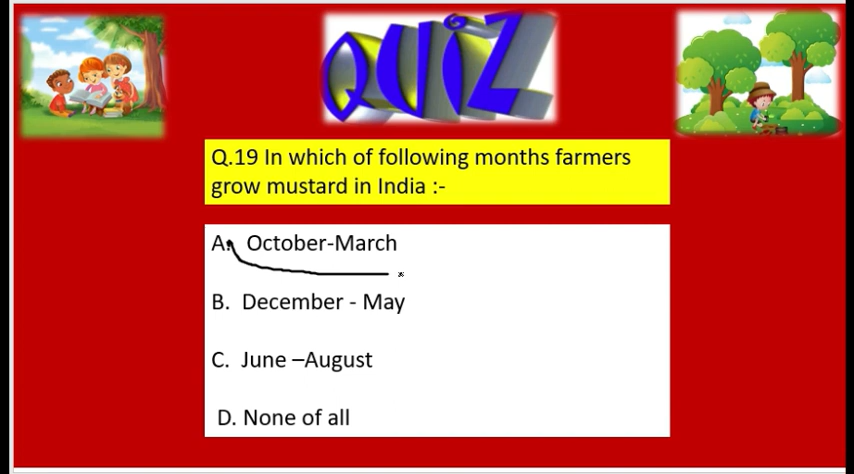 QUIZ
Q.19 In which of following months farmers
grow mustard in India :-
A. October-March
B. December - May
C. June –August
D. None of all